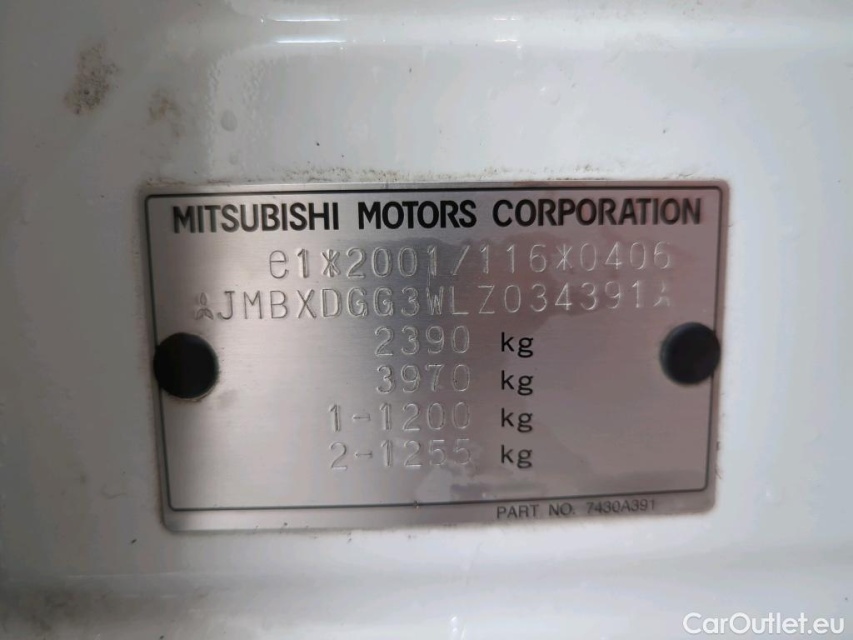 MITSUBISHI MOTORS CORPORATION
e1*2001/116*0406
JMBXDGG3WLZ034391
2390 kg
3970 kg
1-1200 kg
2-1255 kg
PART NO. 7430A391
CarOutlet.eu